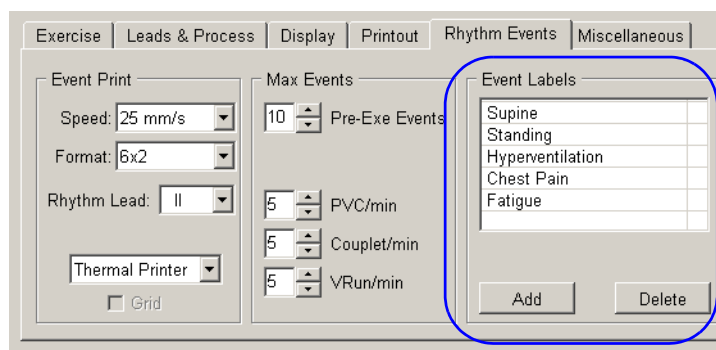 Exercise Leads & Process Display Printout Rhythm Events Miscellaneous
Event Print
Speed: 25 mm/s
Format: 6x2
Rhythm Lead: II
Thermal Printer
Grid
Max Events
10 Pre-Exe Events
5 PVC/min
5 Couplet/min
5 VRun/min
Event Labels
Supine
Standing
Hyperventilation
Chest Pain
Fatigue
Add Delete